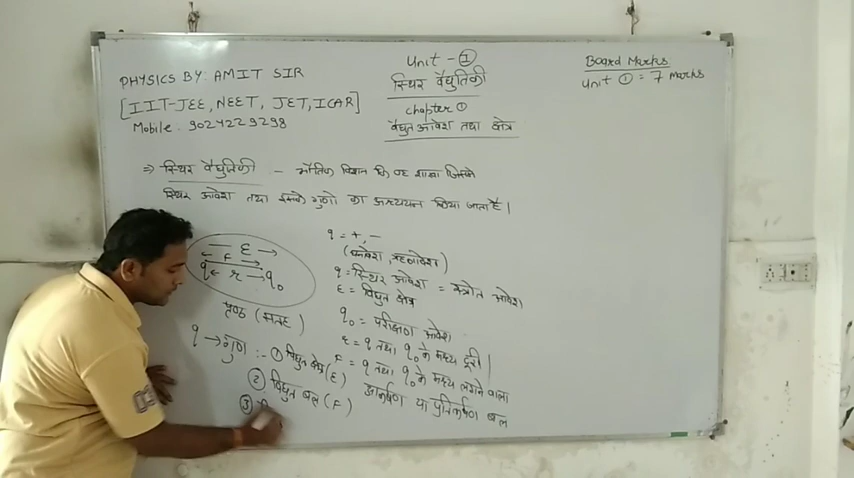 Unit - ①
स्थिर वैधुतिकी
chapter ①
वैधुत आवेश तथा क्षेत्र
PHYSICS BY: AMIT SIR
[IIT-JEE, NEET, JET, ICAR]
Mobile: 9024229298
Board Marks
Unit ① = 7 Marks
⇒ स्थिर वैधुतिकी - भौतिक विज्ञान कि वह शाखा जिसमे
स्थिर आवेश तथा इसके गुणो का अध्ययन किया जाता है।
← F →
q ← r → q₀
पृष्ठ (सतह)
q → गुण :- ① विधुत क्षेत्र (E)
② विधुत बल (F)
③
q = +, -
(धनावेश, ऋणावेश)
q = स्थिर आवेश = स्त्रोत आवेश
ε = विधुत क्षेत्र
q₀ = परीक्षण आवेश
r = q तथा q₀ के मध्य दूरी।
F = q तथा q₀ के मध्य लगने वाला
आकर्षण या प्रतिकर्षण बल